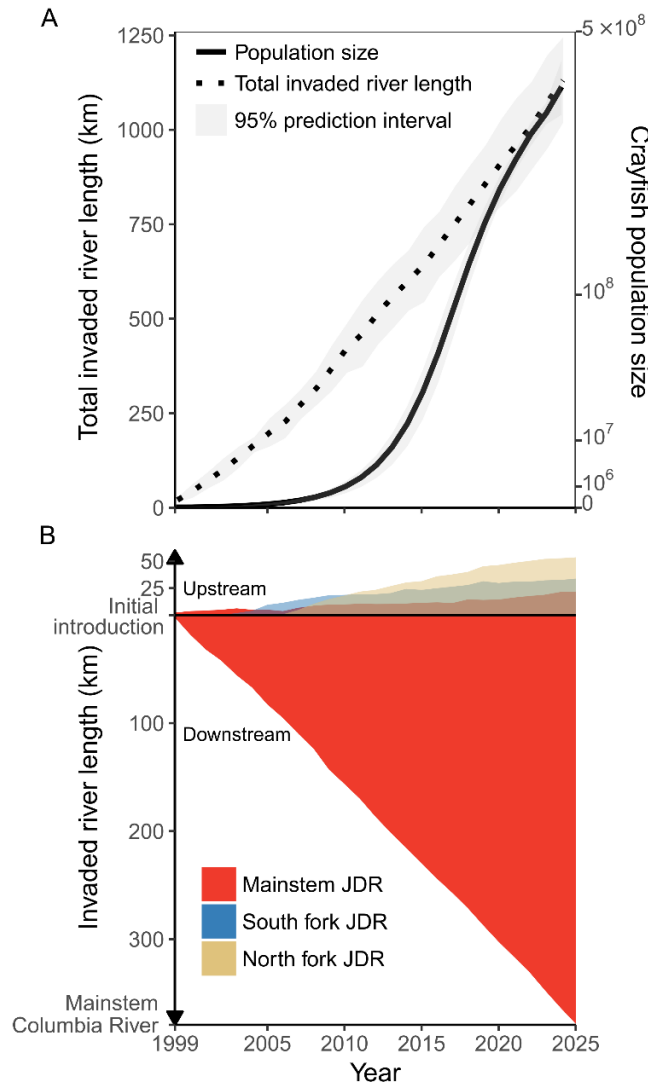 A
1250
1000
750
500
250
0
Total invaded river length (km)
Population size
Total invaded river length
95% prediction interval
5×10⁸
10⁸
10⁷
10⁶
0
Crayfish population size
B
50
25
Initial
introduction
100
200
300
Mainstem
Columbia River
Invaded river length (km)
Upstream
Downstream
Mainstem JDR
South fork JDR
North fork JDR
1999
2005
2010
2015
2020
2025
Year